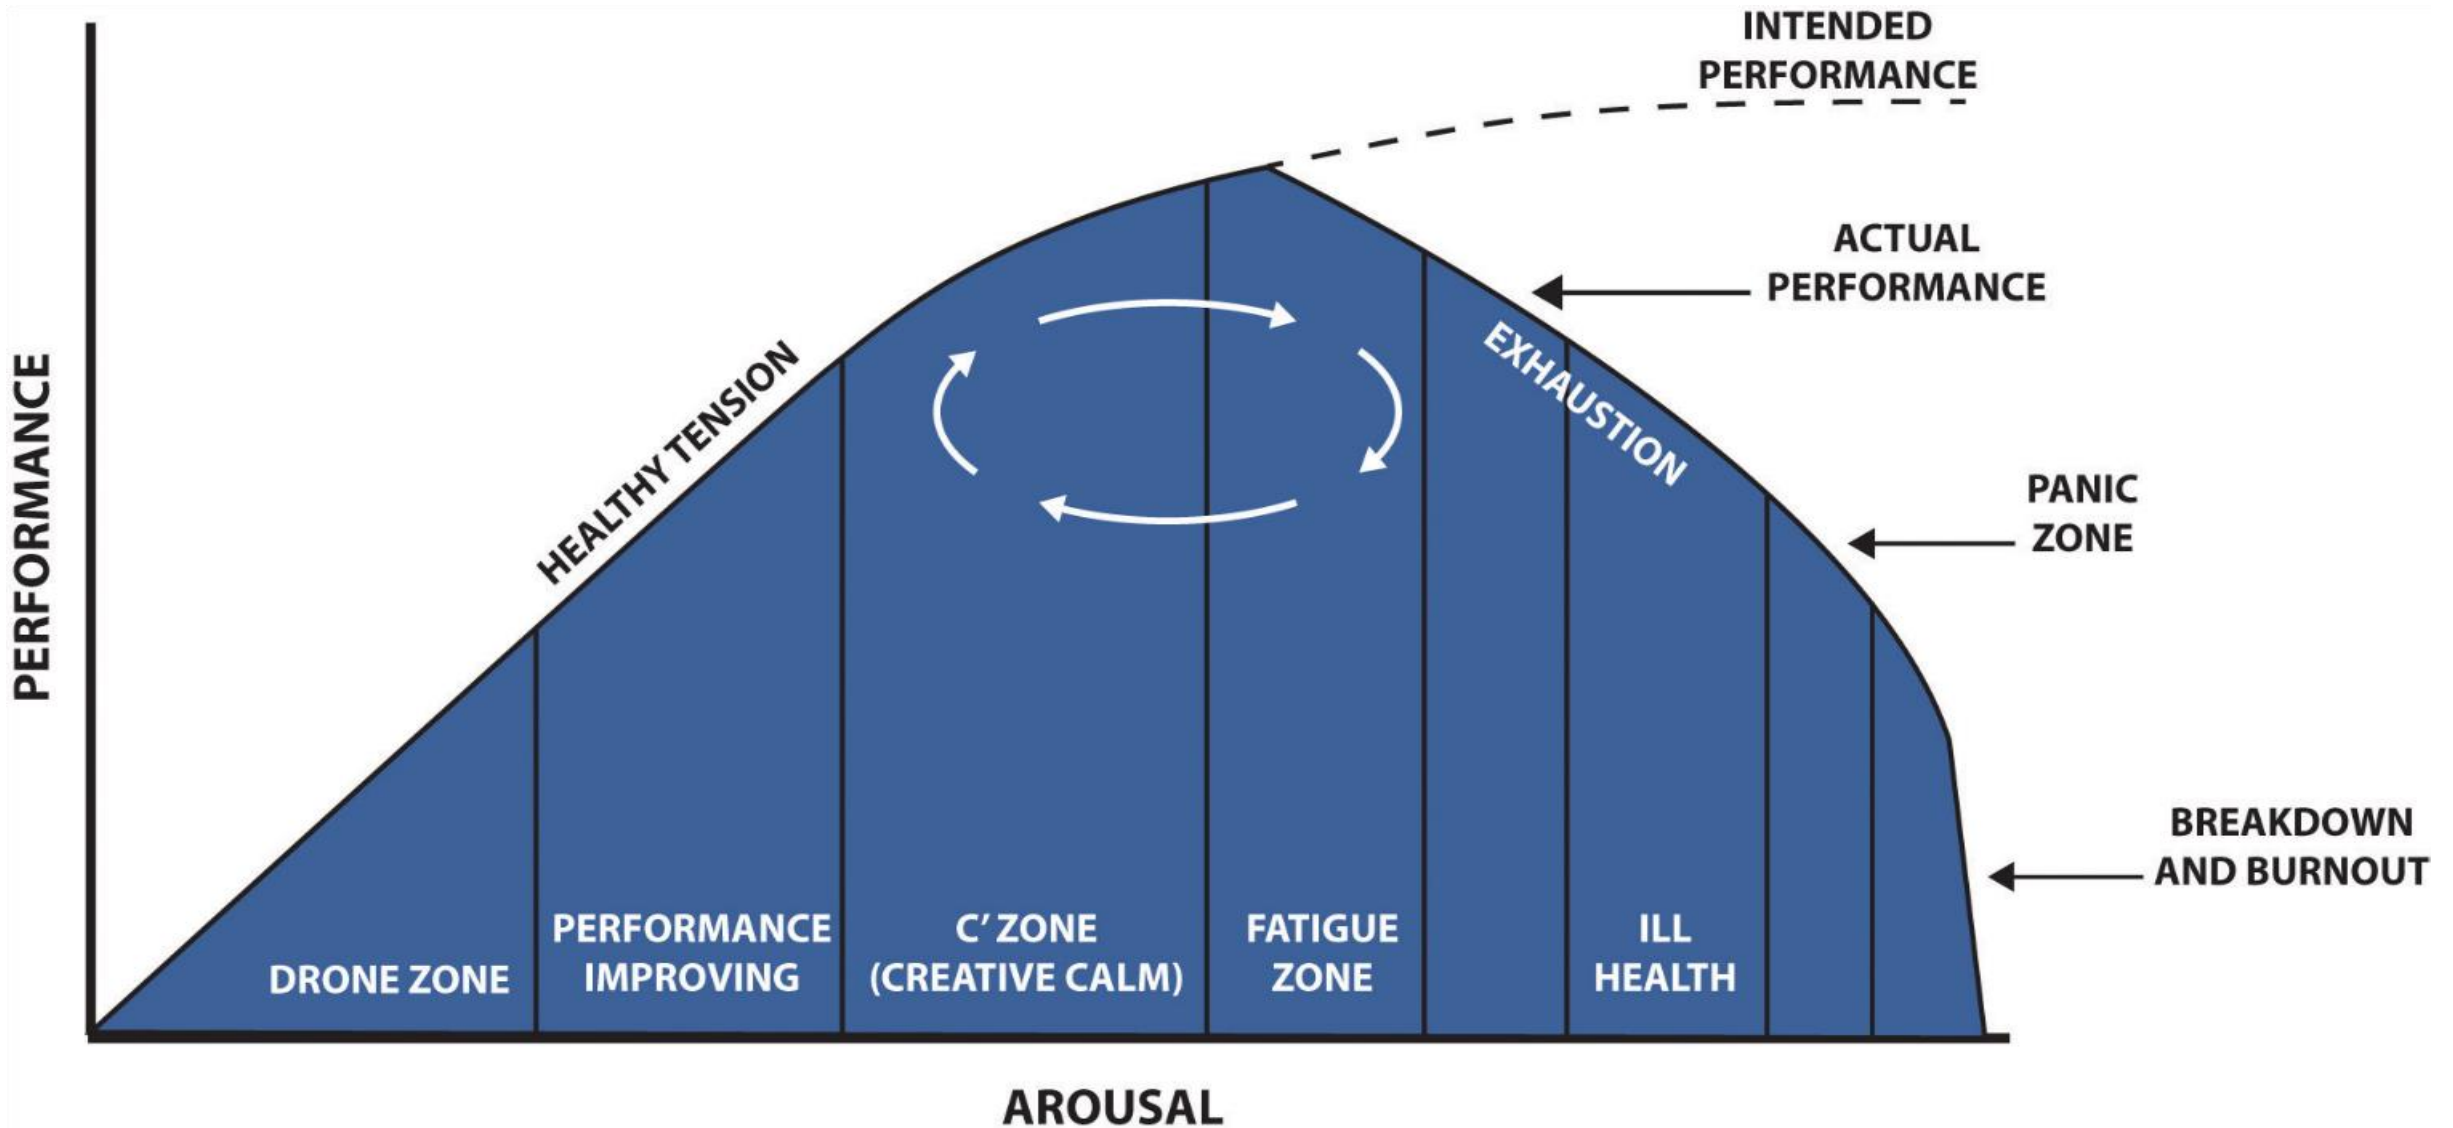 INTENDED
PERFORMANCE
ACTUAL
PERFORMANCE
EXHAUSTION
HEALTHY TENSION
PERFORMANCE
PANIC
ZONE
BREAKDOWN
AND BURNOUT
DRONE ZONE
PERFORMANCE
IMPROVING
C’ ZONE
(CREATIVE CALM)
FATIGUE
ZONE
ILL
HEALTH
AROUSAL